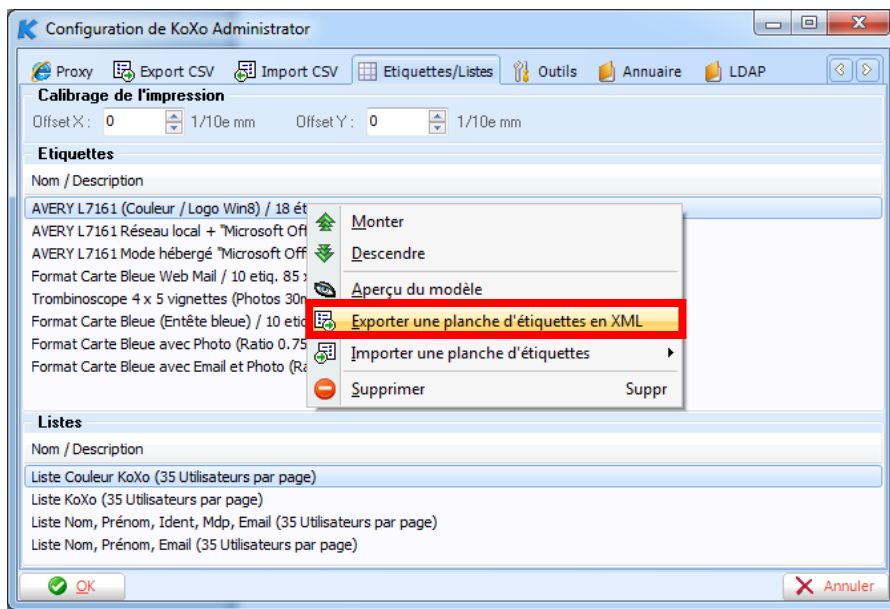 Configuration de KoXo Administrator
Proxy Export CSV Import CSV Etiquettes/Listes Outils Annuaire LDAP
Calibrage de l'impression
Offset X : 0 1/10e mm Offset Y : 0 1/10e mm
Etiquettes
Nom / Description
AVERY L7161 (Couleur / Logo Win8) / 18 ét
AVERY L7161 Réseau local + "Microsoft Off
AVERY L7161 Mode hébergé "Microsoft Off
Format Carte Bleue Web Mail / 10 etiq. 85 x
Trombinoscope 4 x 5 vignettes (Photos 30m
Format Carte Bleue (Entête bleue) / 10 etiq
Format Carte Bleue avec Photo (Ratio 0.75
Format Carte Bleue avec Email et Photo (Ra
Monter
Descendre
Aperçu du modèle
Exporter une planche d'étiquettes en XML
Importer une planche d'étiquettes
Supprimer Suppr
Listes
Nom / Description
Liste Couleur KoXo (35 Utilisateurs par page)
Liste KoXo (35 Utilisateurs par page)
Liste Nom, Prénom, Ident, Mdp, Email (35 Utilisateurs par page)
Liste Nom, Prénom, Email (35 Utilisateurs par page)
OK Annuler